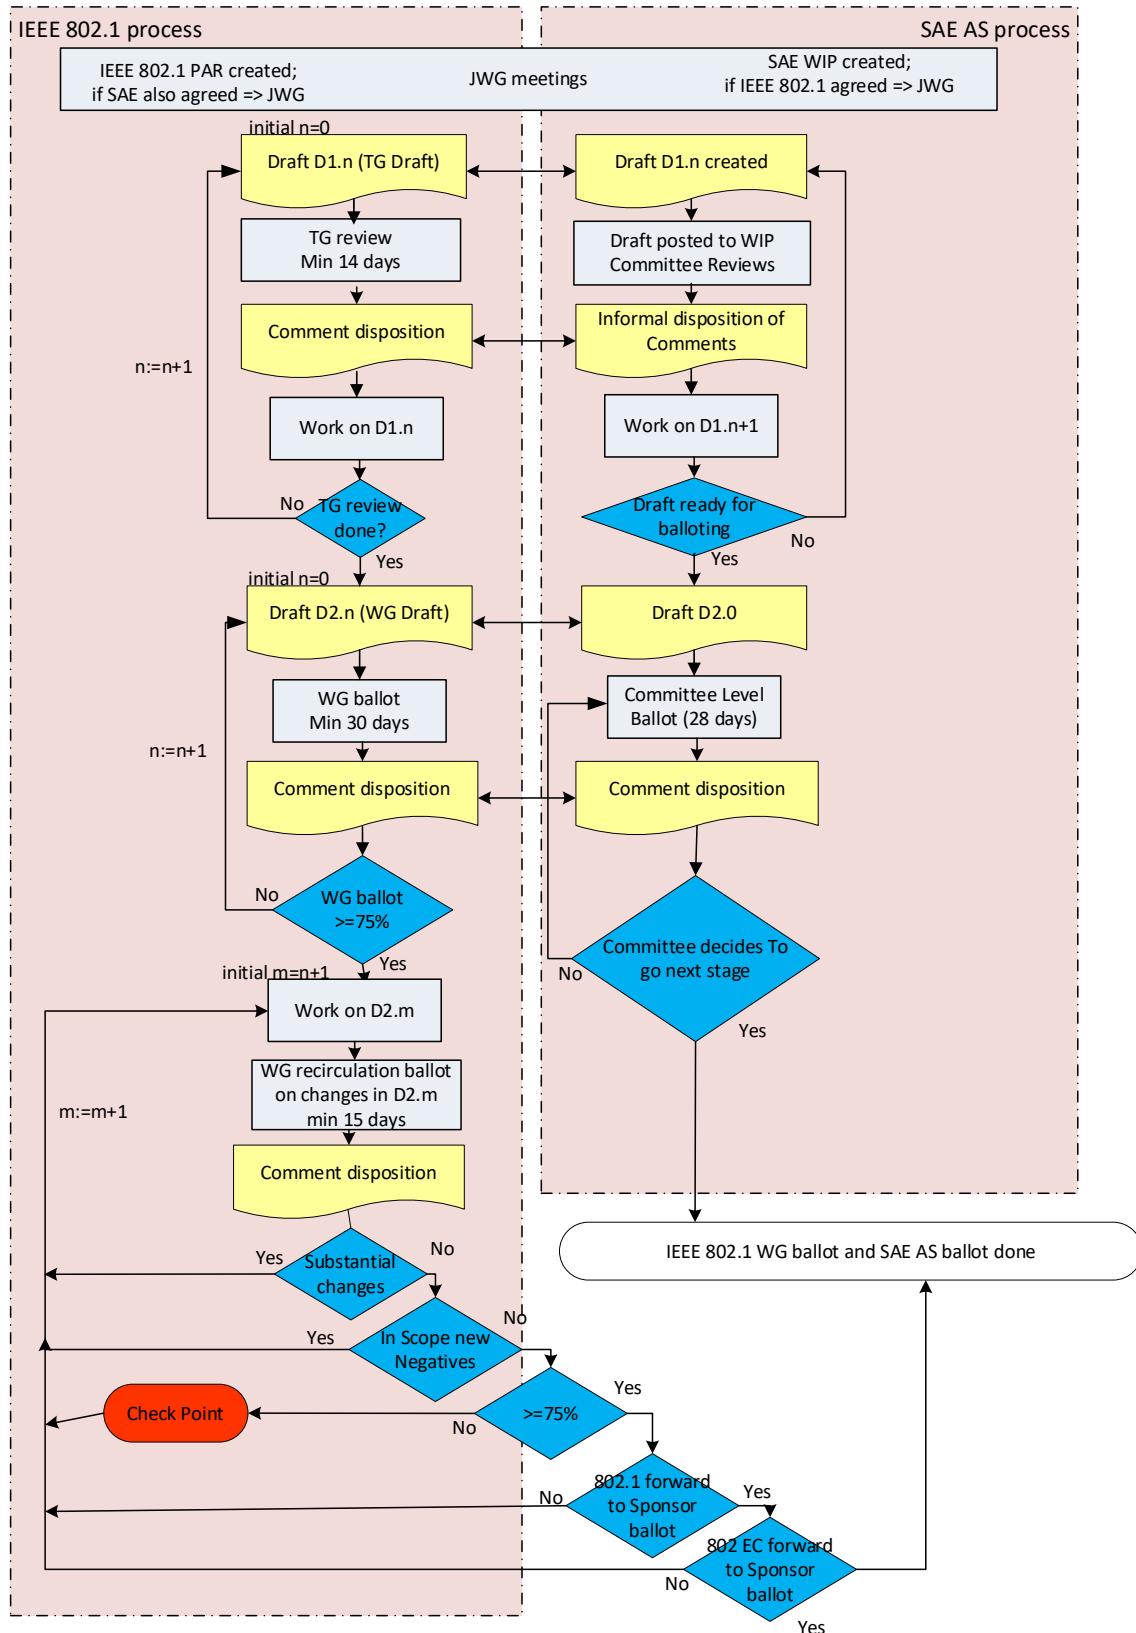 IEEE 802.1 process
SAE AS process
IEEE 802.1 PAR created;
if SAE also agreed => JWG
JWG meetings
SAE WIP created;
if IEEE 802.1 agreed => JWG
initial n=0
Draft D1.n (TG Draft)
Draft D1.n created
TG review
Min 14 days
Draft posted to WIP
Committee Reviews
Comment disposition
Informal disposition of
Comments
n:=n+1
Work on D1.n
Work on D1.n+1
No
TG review
done?
Yes
Draft ready for
balloting
No
Yes
initial n=0
Draft D2.n (WG Draft)
Draft D2.0
WG ballot
Min 30 days
Committee Level
Ballot (28 days)
n:=n+1
Comment disposition
Comment disposition
No
WG ballot
>=75%
Yes
Committee decides To
go next stage
No
Yes
initial m=n+1
Work on D2.m
WG recirculation ballot
on changes in D2.m
min 15 days
m:=m+1
Comment disposition
Yes
Substantial
changes
No
IEEE 802.1 WG ballot and SAE AS ballot done
Yes
In Scope new
Negatives
No
Check Point
No
>=75%
Yes
No
802.1 forward
to Sponsor
ballot
Yes
No
802 EC forward
to Sponsor
ballot
Yes